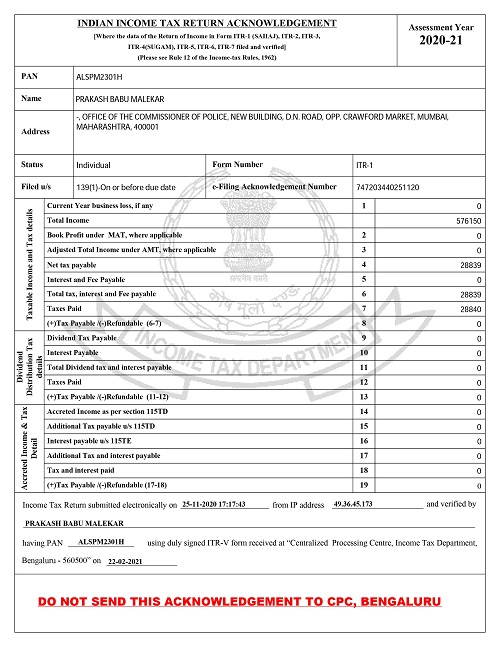 INDIAN INCOME TAX RETURN ACKNOWLEDGEMENT
[Where the data of the Return of Income in Form ITR-1 (SAHAJ), ITR-2, ITR-3,
ITR-4(SUGAM), ITR-5, ITR-6, ITR-7 filed and verified]
(Please see Rule 12 of the Income-tax Rules, 1962)
Assessment Year
2020-21
PAN ALSPM2301H
Name PRAKASH BABU MALEKAR
Address -, OFFICE OF THE COMMISSIONER OF POLICE, NEW BUILDING, D.N. ROAD, OPP. CRAWFORD MARKET, MUMBAI,
MAHARASHTRA, 400001
Status Individual Form Number ITR-1
Filed u/s 139(1)-On or before due date e-Filing Acknowledgement Number 747203440251120
Taxable Income and Tax details
Current Year business loss, if any 1 0
Total Income 576150
Book Profit under MAT, where applicable 2 0
Adjusted Total Income under AMT, where applicable 3 0
Net tax payable 4 28839
Interest and Fee Payable 5 0
Total tax, interest and Fee payable 6 28839
Taxes Paid 7 28840
(+)Tax Payable /(-)Refundable (6-7) 8 0
Dividend Distribution Tax details
Dividend Tax Payable 9 0
Interest Payable 10 0
Total Dividend tax and interest payable 11 0
Taxes Paid 12 0
(+)Tax Payable /(-)Refundable (11-12) 13 0
Accreted Income & Tax Detail
Accreted Income as per section 115TD 14 0
Additional Tax payable u/s 115TD 15 0
Interest payable u/s 115TE 16 0
Additional Tax and interest payable 17 0
Tax and interest paid 18 0
(+)Tax Payable /(-)Refundable (17-18) 19 0
सत्यमेव जयते
कोष मूलो दण्डः
INCOME TAX DEPARTMENT
Income Tax Return submitted electronically on 25-11-2020 17:17:43 from IP address 49.36.45.173 and verified by
PRAKASH BABU MALEKAR
having PAN ALSPM2301H using duly signed ITR-V form received at “Centralized Processing Centre, Income Tax Department,
Bengaluru - 560500” on 22-02-2021
DO NOT SEND THIS ACKNOWLEDGEMENT TO CPC, BENGALURU